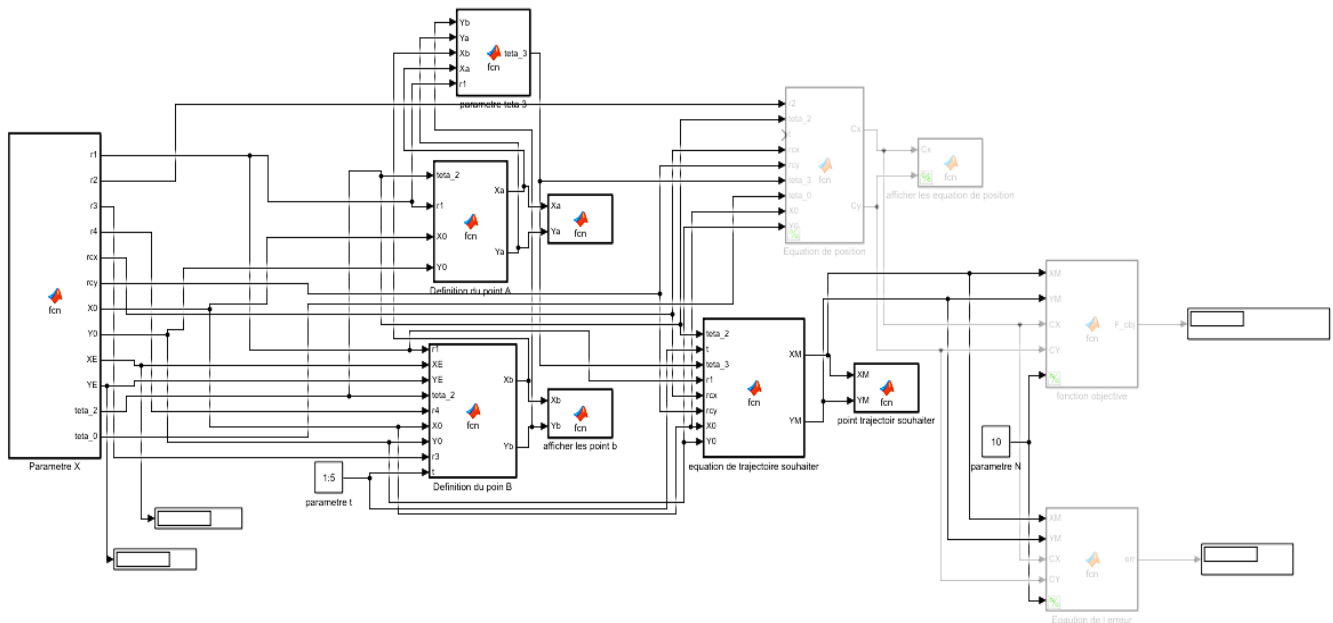 r1
r2
r3
r4
rcx
rcy
X0
Y0
XE
YE
teta_2
teta_0
fcn
Parametre X
Yb
Ya
Xb
Xa
r1
teta_3
fcn
parametre teta 3
teta_2
r1
X0
Y0
Xa
Ya
fcn
Definition du point A
Xa
Ya
fcn
r1
XE
YE
teta_2
r4
X0
Y0
r3
t
Xb
Yb
fcn
Definition du poin B
1:5
parametre t
Xb
Yb
fcn
afficher les point b
r2
teta_2
t
rcx
rcy
teta_3
teta_0
X0
Y0
Cx
Cy
fcn
Equation de position
Cx
fcn
afficher les equation de position
teta_2
t
teta_3
r1
rcx
rcy
X0
Y0
XM
YM
fcn
equation de trajectoire souhaiter
XM
YM
fcn
point trajectoir souhaiter
XM
YM
CX
CY
F_obj
fcn
fonction objective
10
parametre N
XM
YM
CX
CY
err
fcn
Eqaution de l erreur